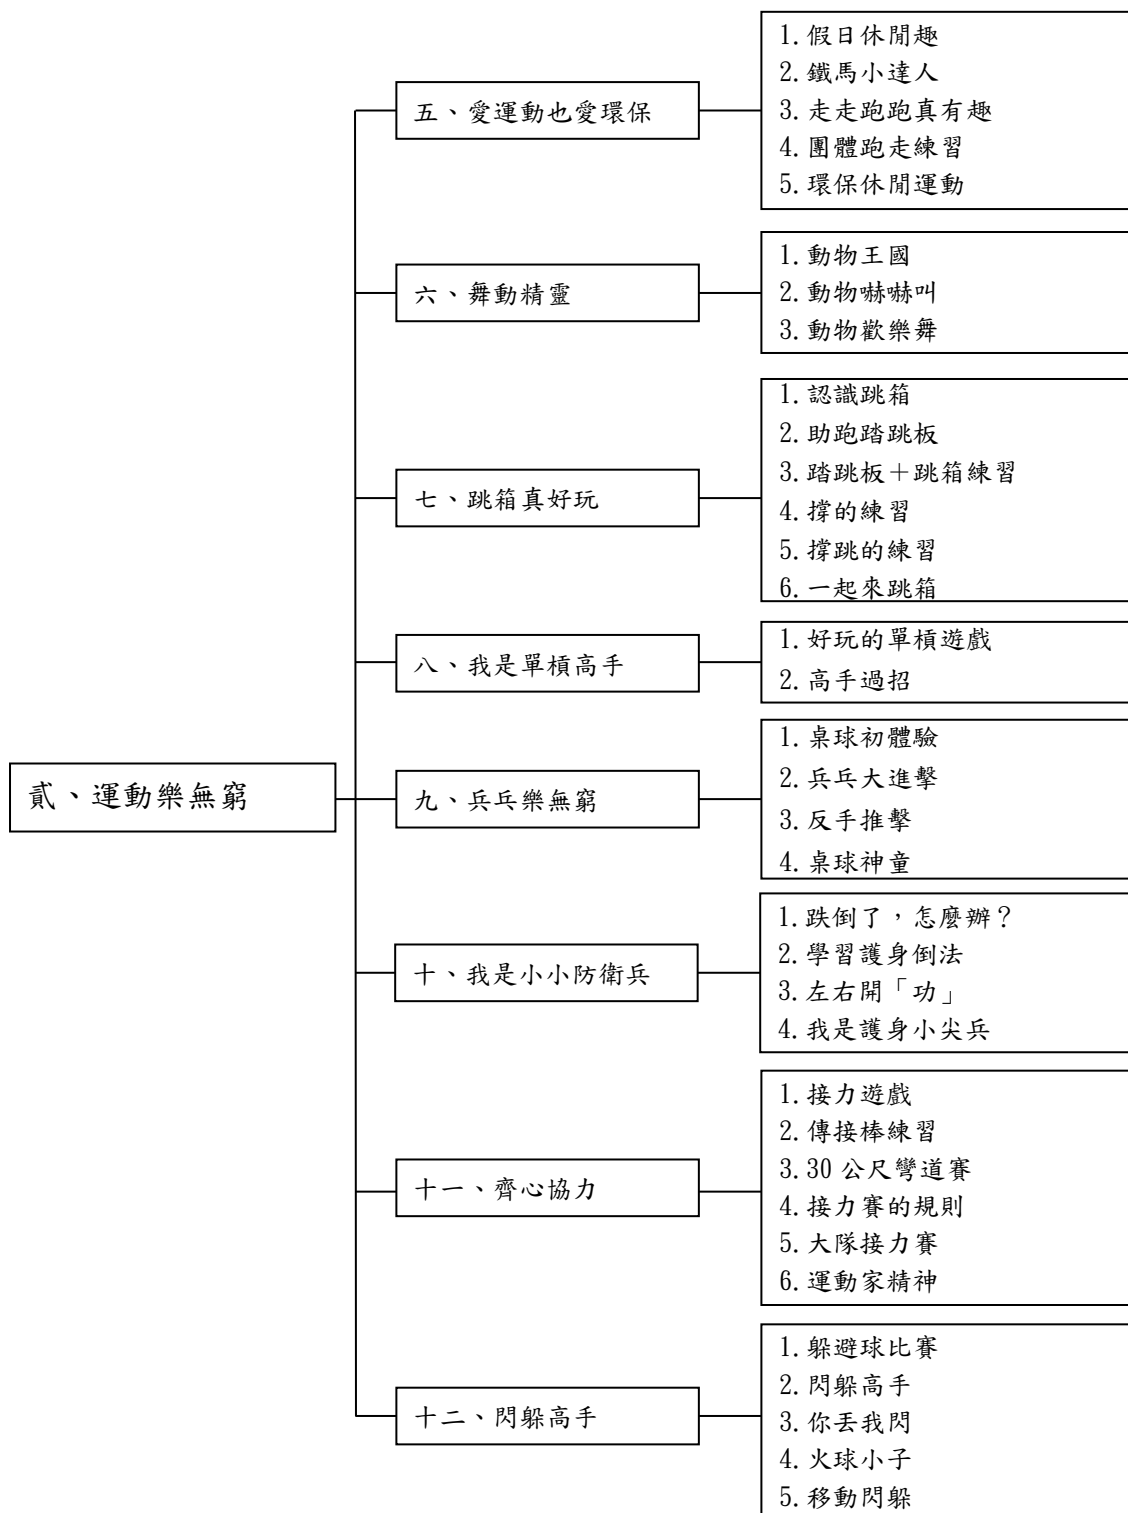 貳、運動樂無窮
五、愛運動也愛環保
1.假日休閒趣
2.鐵馬小達人
3.走走跑跑真有趣
4.團體跑走練習
5.環保休閒運動
六、舞動精靈
1.動物王國
2.動物嚇嚇叫
3.動物歡樂舞
七、跳箱真好玩
1.認識跳箱
2.助跑踏跳板
3.踏跳板＋跳箱練習
4.撐的練習
5.撐跳的練習
6.一起來跳箱
八、我是單槓高手
1.好玩的單槓遊戲
2.高手過招
九、乒乓樂無窮
1.桌球初體驗
2.乒乓大進擊
3.反手推擊
4.桌球神童
十、我是小小防衛兵
1.跌倒了，怎麼辦？
2.學習護身倒法
3.左右開「功」
4.我是護身小尖兵
十一、齊心協力
1.接力遊戲
2.傳接棒練習
3.30公尺彎道賽
4.接力賽的規則
5.大隊接力賽
6.運動家精神
十二、閃躲高手
1.躲避球比賽
2.閃躲高手
3.你丟我閃
4.火球小子
5.移動閃躲